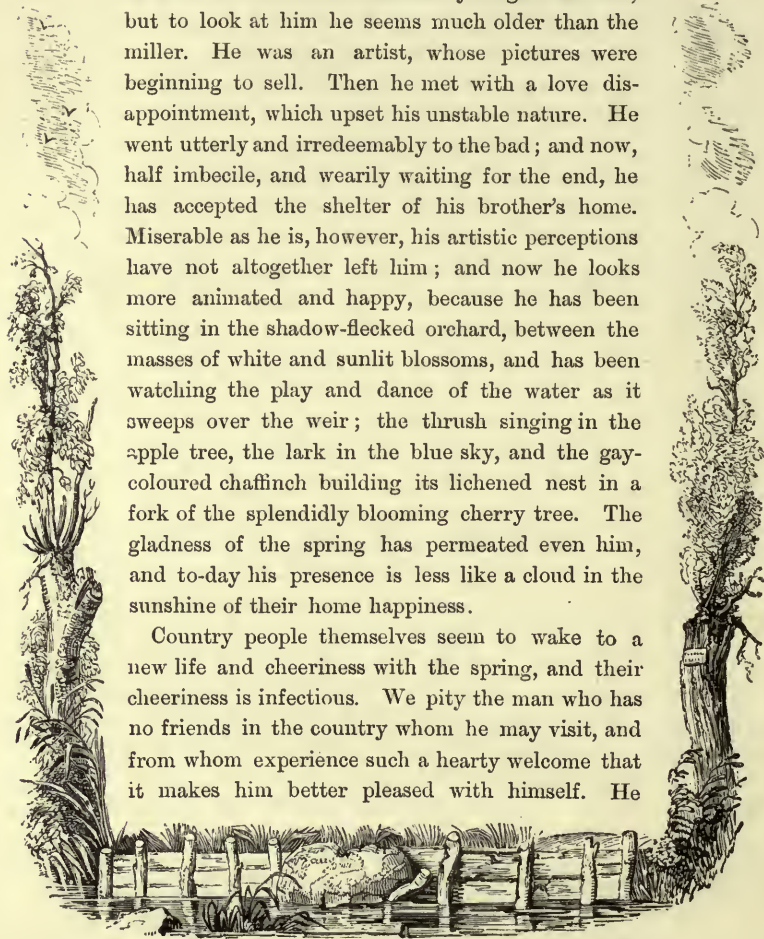 but to look at him he seems much older than the
miller. He was an artist, whose pictures were
beginning to sell. Then he met with a love dis-
appointment, which upset his unstable nature. He
went utterly and irredeemably to the bad; and now,
half imbecile, and wearily waiting for the end, he
has accepted the shelter of his brother's home.
Miserable as he is, however, his artistic perceptions
have not altogether left him; and now he looks
more animated and happy, because he has been
sitting in the shadow-flecked orchard, between the
masses of white and sunlit blossoms, and has been
watching the play and dance of the water as it
sweeps over the weir; the thrush singing in the
apple tree, the lark in the blue sky, and the gay-
coloured chaffinch building its lichened nest in a
fork of the splendidly blooming cherry tree. The
gladness of the spring has permeated even him,
and to-day his presence is less like a cloud in the
sunshine of their home happiness.
Country people themselves seem to wake to a
new life and cheeriness with the spring, and their
cheeriness is infectious. We pity the man who has
no friends in the country whom he may visit, and
from whom experience such a hearty welcome that
it makes him better pleased with himself. He